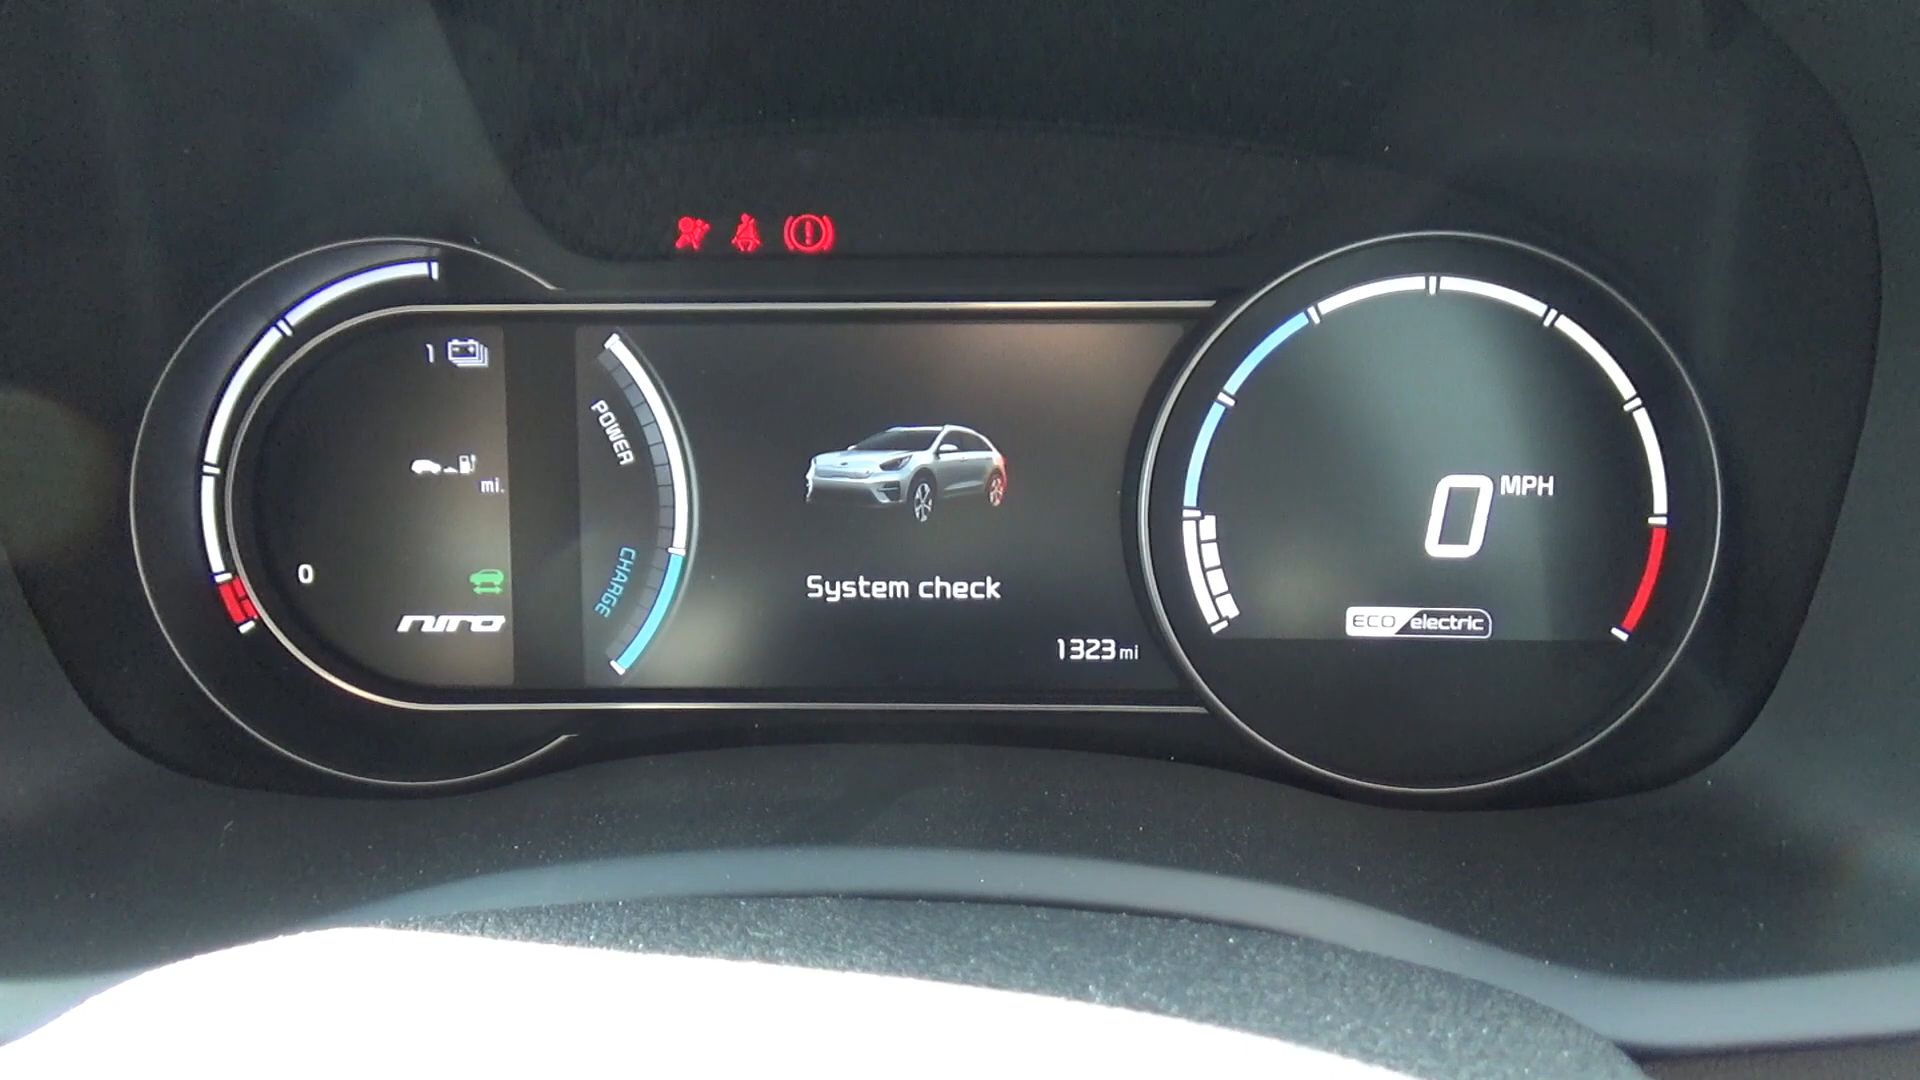 1
mi.
0
niro
POWER
CHARGE
System check
1323 mi
0 MPH
ECO electric